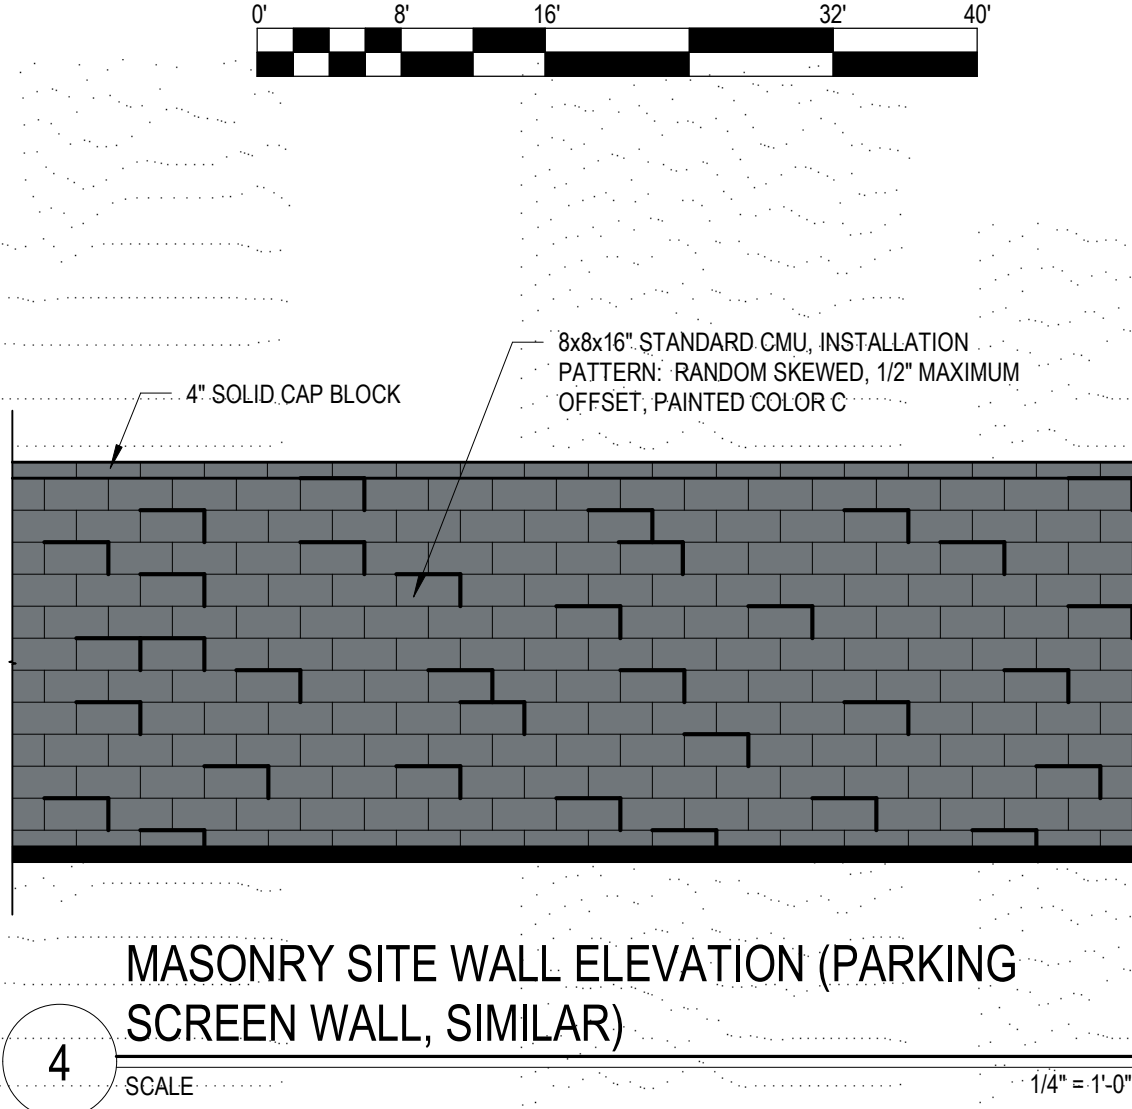 0' 8' 16' 32' 40'
8x8x16" STANDARD CMU, INSTALLATION
PATTERN: RANDOM SKEWED, 1/2" MAXIMUM
OFFSET, PAINTED COLOR C
4" SOLID CAP BLOCK
MASONRY SITE WALL ELEVATION (PARKING
SCREEN WALL, SIMILAR)
4
SCALE 1/4" = 1'-0"